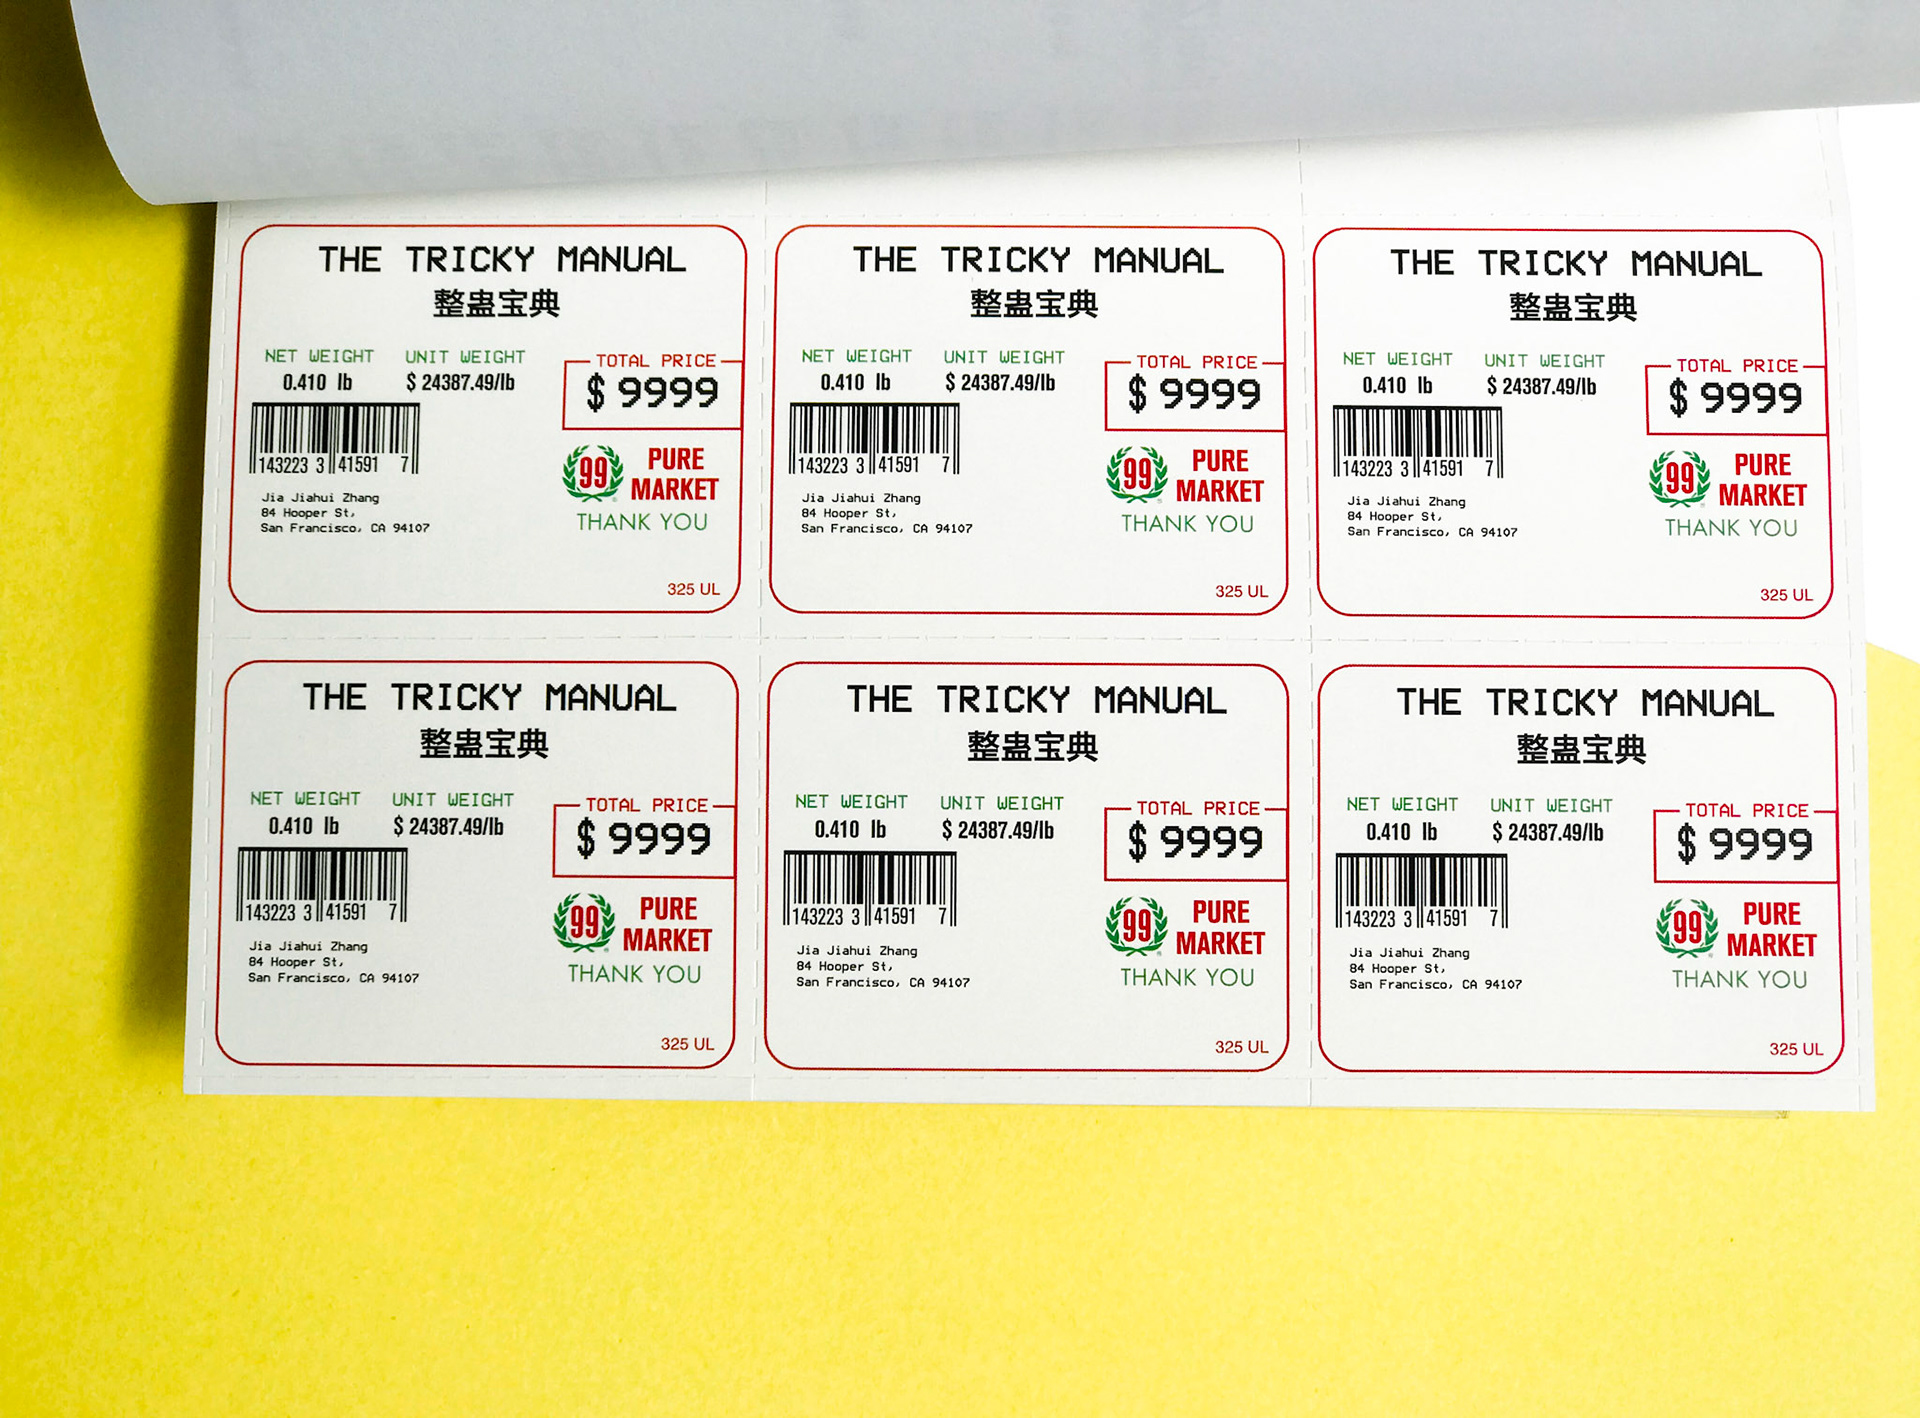 THE TRICKY MANUAL
整蛊宝典
NET WEIGHT UNIT WEIGHT TOTAL PRICE
0.410 lb $ 24387.49/lb $ 9999
143223 3 41591 7
99 PURE MARKET
Jia Jiahui Zhang
84 Hooper St,
San Francisco, CA 94107
THANK YOU
325 UL
THE TRICKY MANUAL
整蛊宝典
NET WEIGHT UNIT WEIGHT TOTAL PRICE
0.410 lb $ 24387.49/lb $ 9999
143223 3 41591 7
99 PURE MARKET
Jia Jiahui Zhang
84 Hooper St,
San Francisco, CA 94107
THANK YOU
325 UL
THE TRICKY MANUAL
整蛊宝典
NET WEIGHT UNIT WEIGHT TOTAL PRICE
0.410 lb $ 24387.49/lb $ 9999
143223 3 41591 7
99 PURE MARKET
Jia Jiahui Zhang
84 Hooper St,
San Francisco, CA 94107
THANK YOU
325 UL
THE TRICKY MANUAL
整蛊宝典
NET WEIGHT UNIT WEIGHT TOTAL PRICE
0.410 lb $ 24387.49/lb $ 9999
143223 3 41591 7
99 PURE MARKET
Jia Jiahui Zhang
84 Hooper St,
San Francisco, CA 94107
THANK YOU
325 UL
THE TRICKY MANUAL
整蛊宝典
NET WEIGHT UNIT WEIGHT TOTAL PRICE
0.410 lb $ 24387.49/lb $ 9999
143223 3 41591 7
99 PURE MARKET
Jia Jiahui Zhang
84 Hooper St,
San Francisco, CA 94107
THANK YOU
325 UL
THE TRICKY MANUAL
整蛊宝典
NET WEIGHT UNIT WEIGHT TOTAL PRICE
0.410 lb $ 24387.49/lb $ 9999
143223 3 41591 7
99 PURE MARKET
Jia Jiahui Zhang
84 Hooper St,
San Francisco, CA 94107
THANK YOU
325 UL